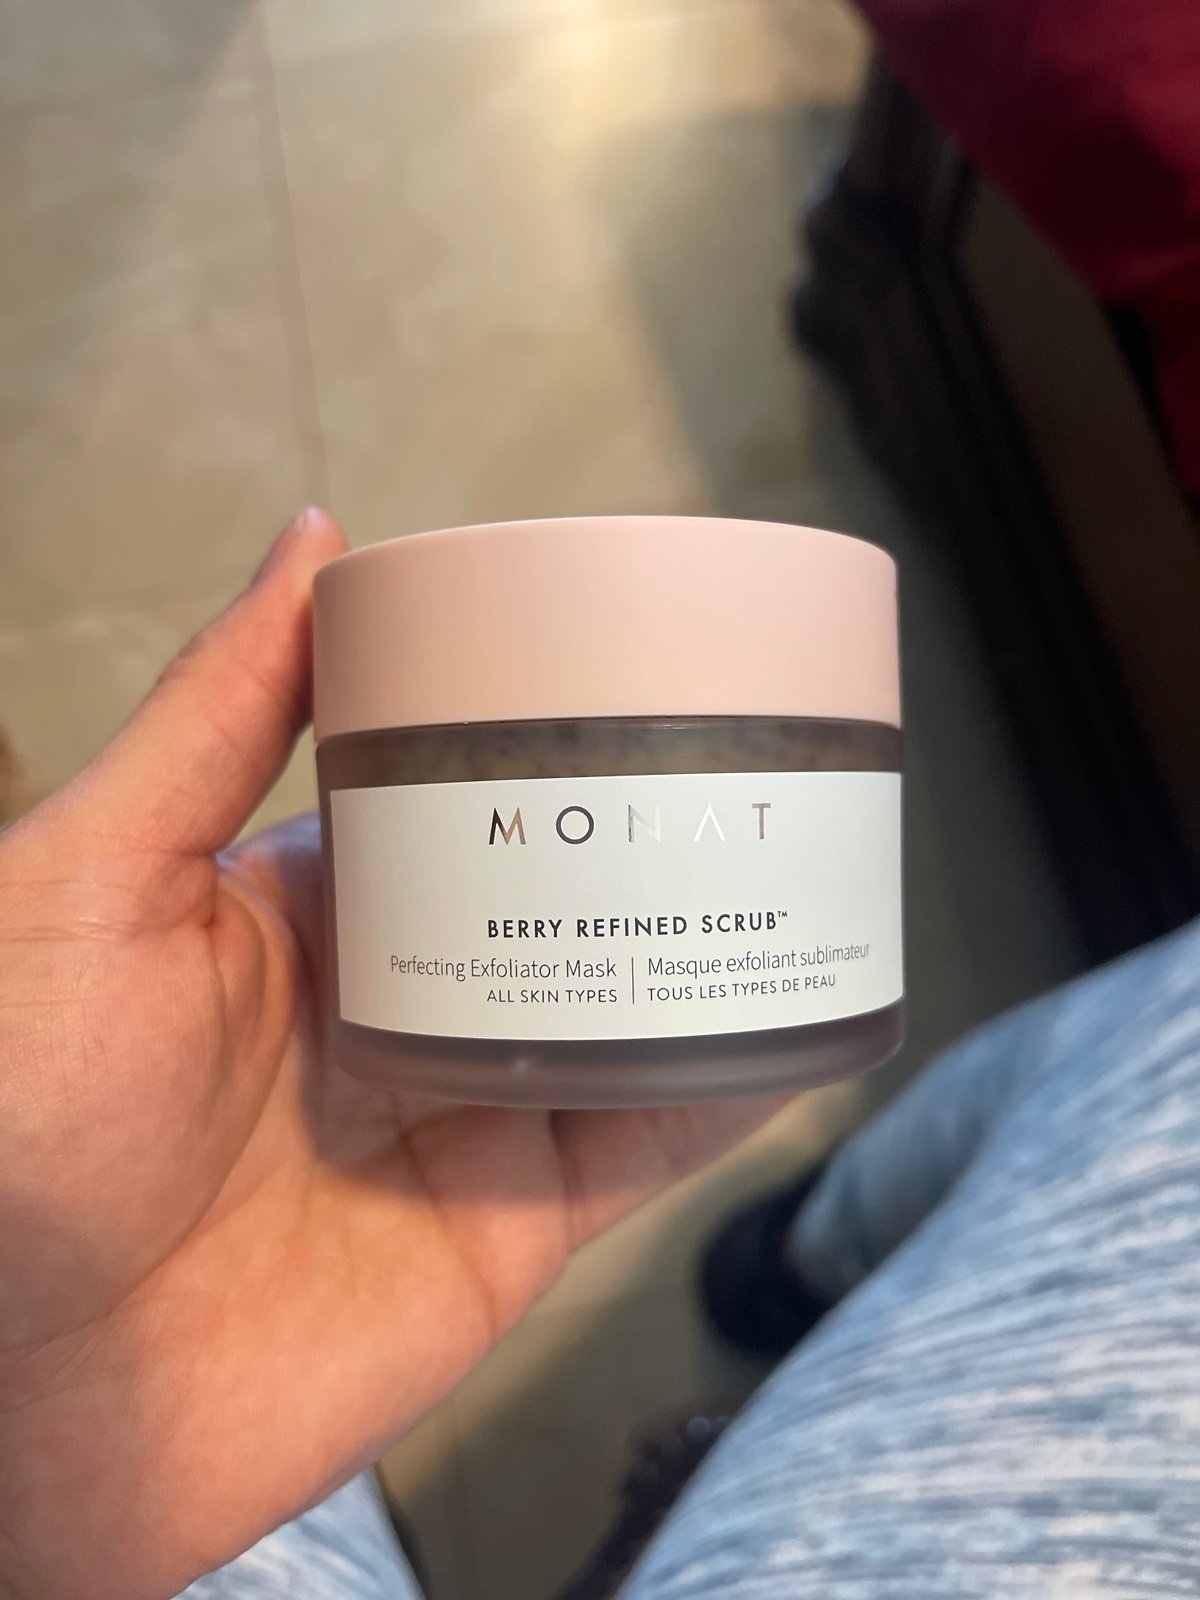 MONAT
BERRY REFINED SCRUB™
Perfecting Exfoliator Mask | Masque exfoliant sublimateur
ALL SKIN TYPES | TOUS LES TYPES DE PEAU